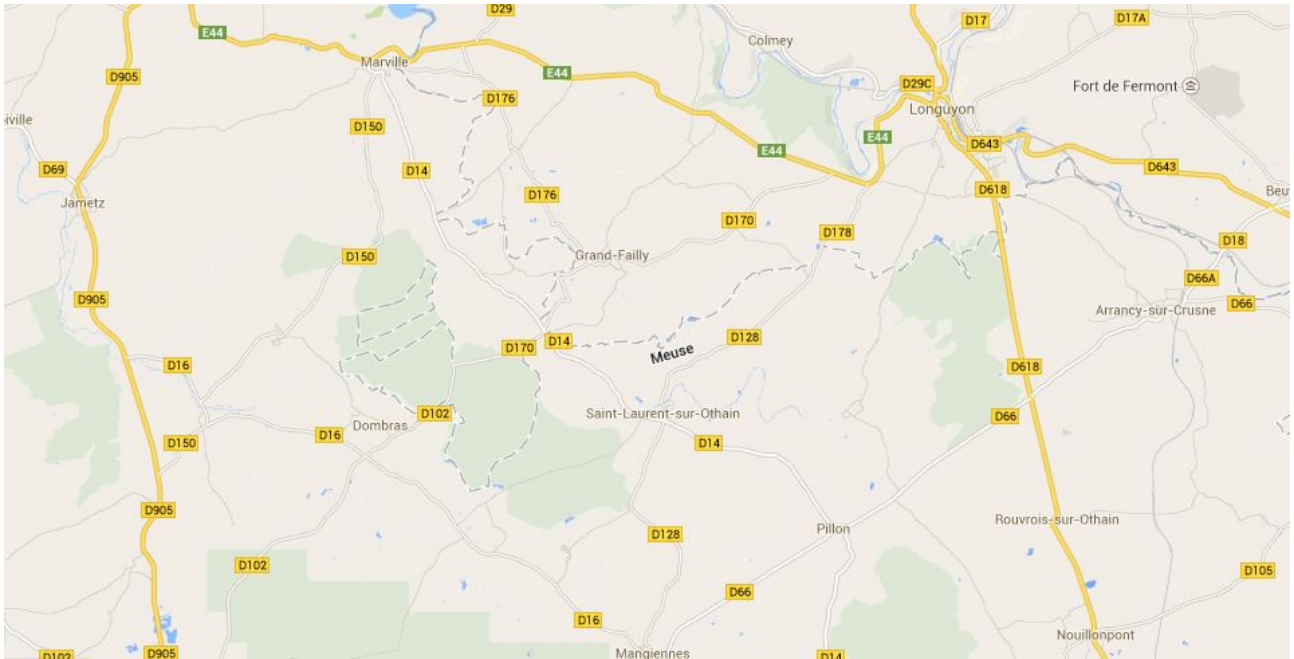 D29
D17
D17A
E44
Colmey
Marville
E44
D905
D29C
Fort de Fermont
D176
Longuyon
oiville
D150
E44
D643
E44
D14
D69
D643
D176
D618
Jametz
D170
D178
D18
D150
Grand-Failly
D66A
D905
D66
Arrancy-sur-Crusne
D128
D14
D170
Meuse
D16
D618
Saint-Laurent-sur-Othain
D102
D66
Dombras
D16
D150
D14
D905
Rouvrois-sur-Othain
Pillon
D128
D102
D105
D66
D16
Nouillonpont
D905
Mangiennes
D102
D14